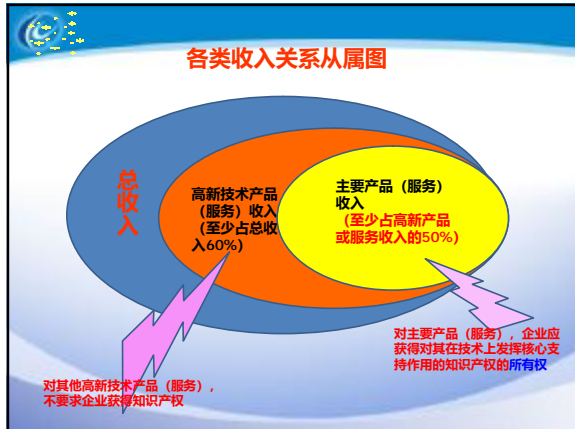 各类收入关系从属图
总收入
高新技术产品
（服务）收入
（至少占总收
入60%）
主要产品（服务）
收入
（至少占高新产品
或服务收入的50%）
对主要产品（服务），企业应
获得对其在技术上发挥核心支
持作用的知识产权的所有权
对其他高新技术产品（服务），
不要求企业获得知识产权